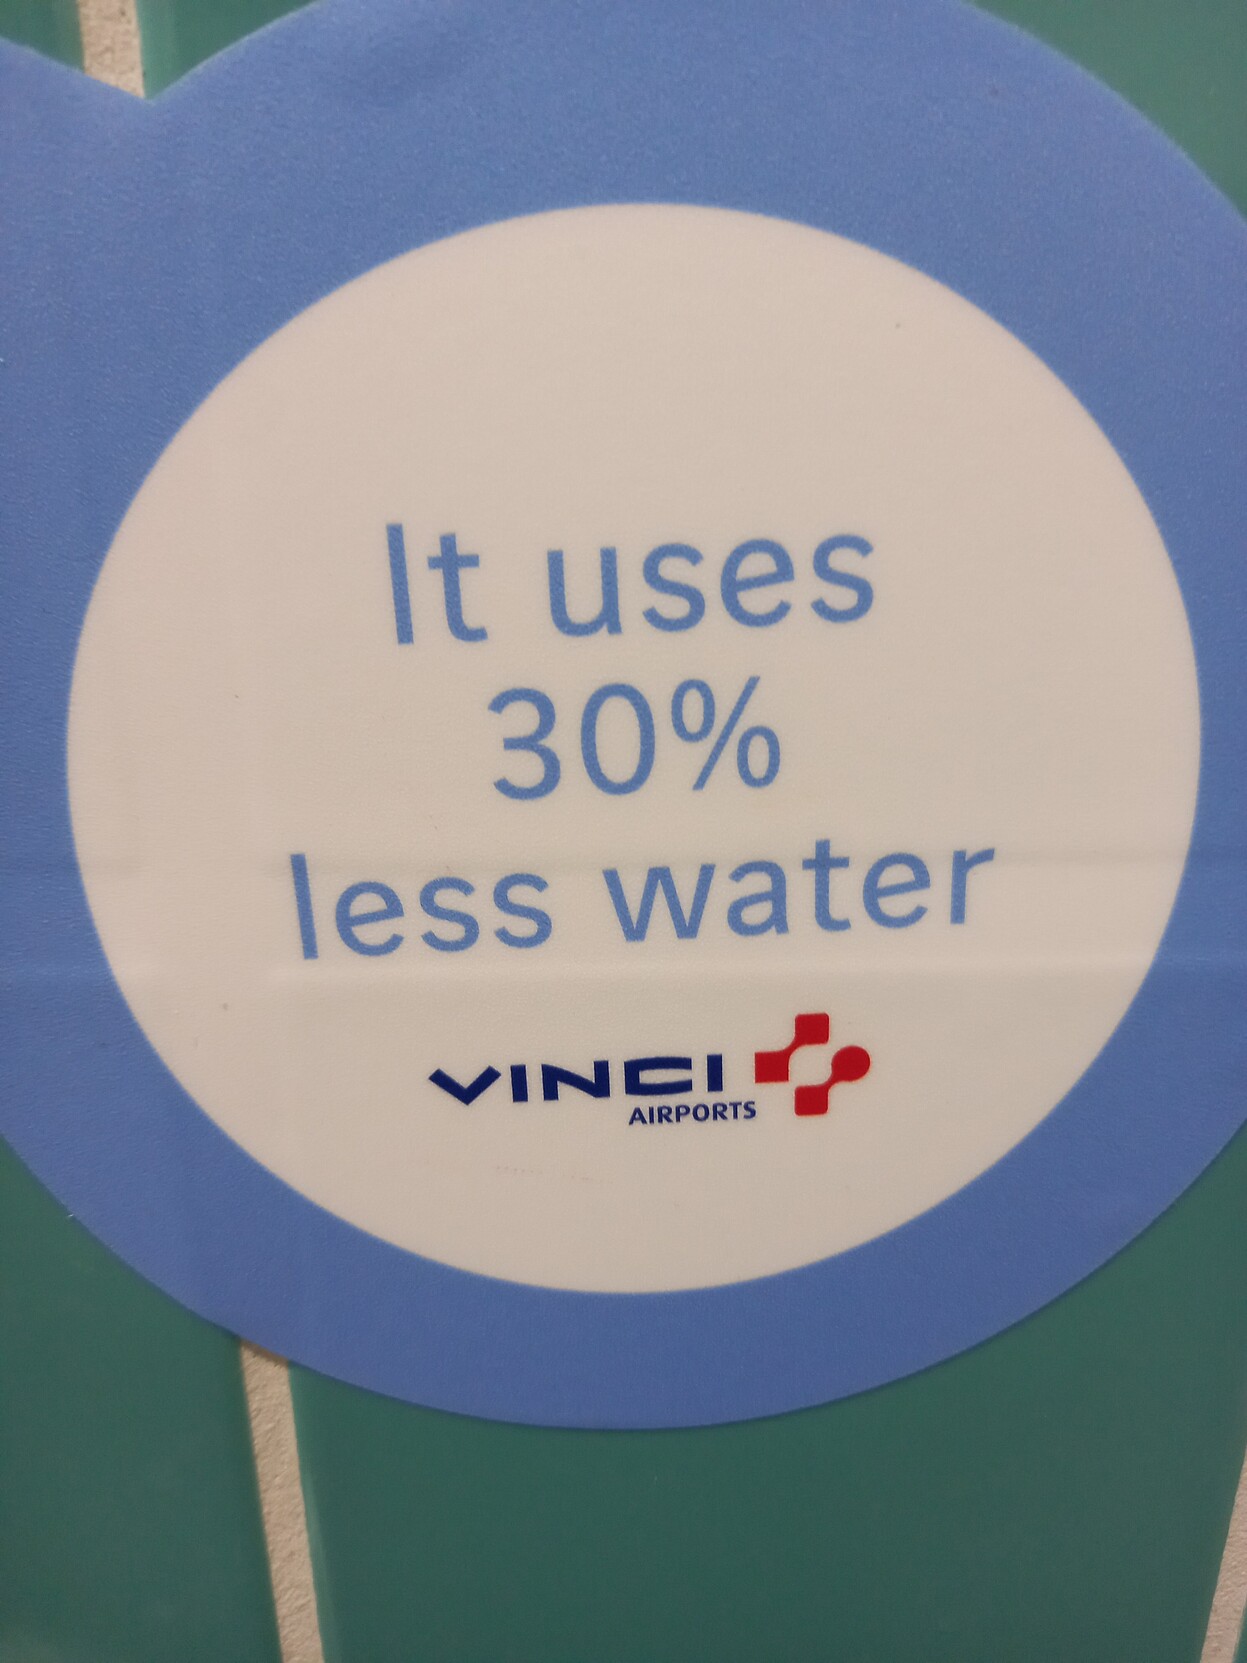 It uses
30%
less water
VINCI
AIRPORTS